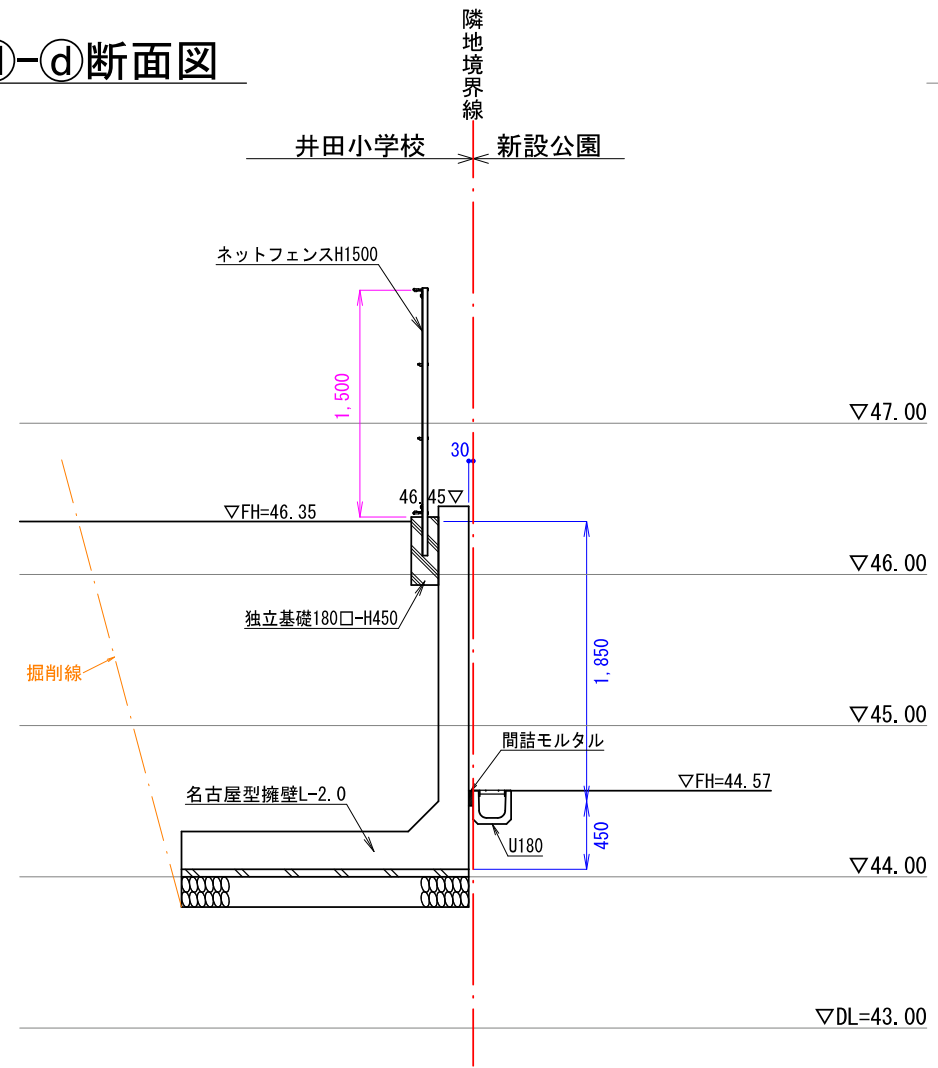 隣地境界線
ⓓ-ⓓ断面図
井田小学校
新設公園
ネットフェンスH1500
1,500
▽47.00
30
46.45▽
▽FH=46.35
▽46.00
独立基礎180□-H450
1,850
掘削線
▽45.00
間詰モルタル
▽FH=44.57
名古屋型擁壁L-2.0
450
U180
▽44.00
▽DL=43.00